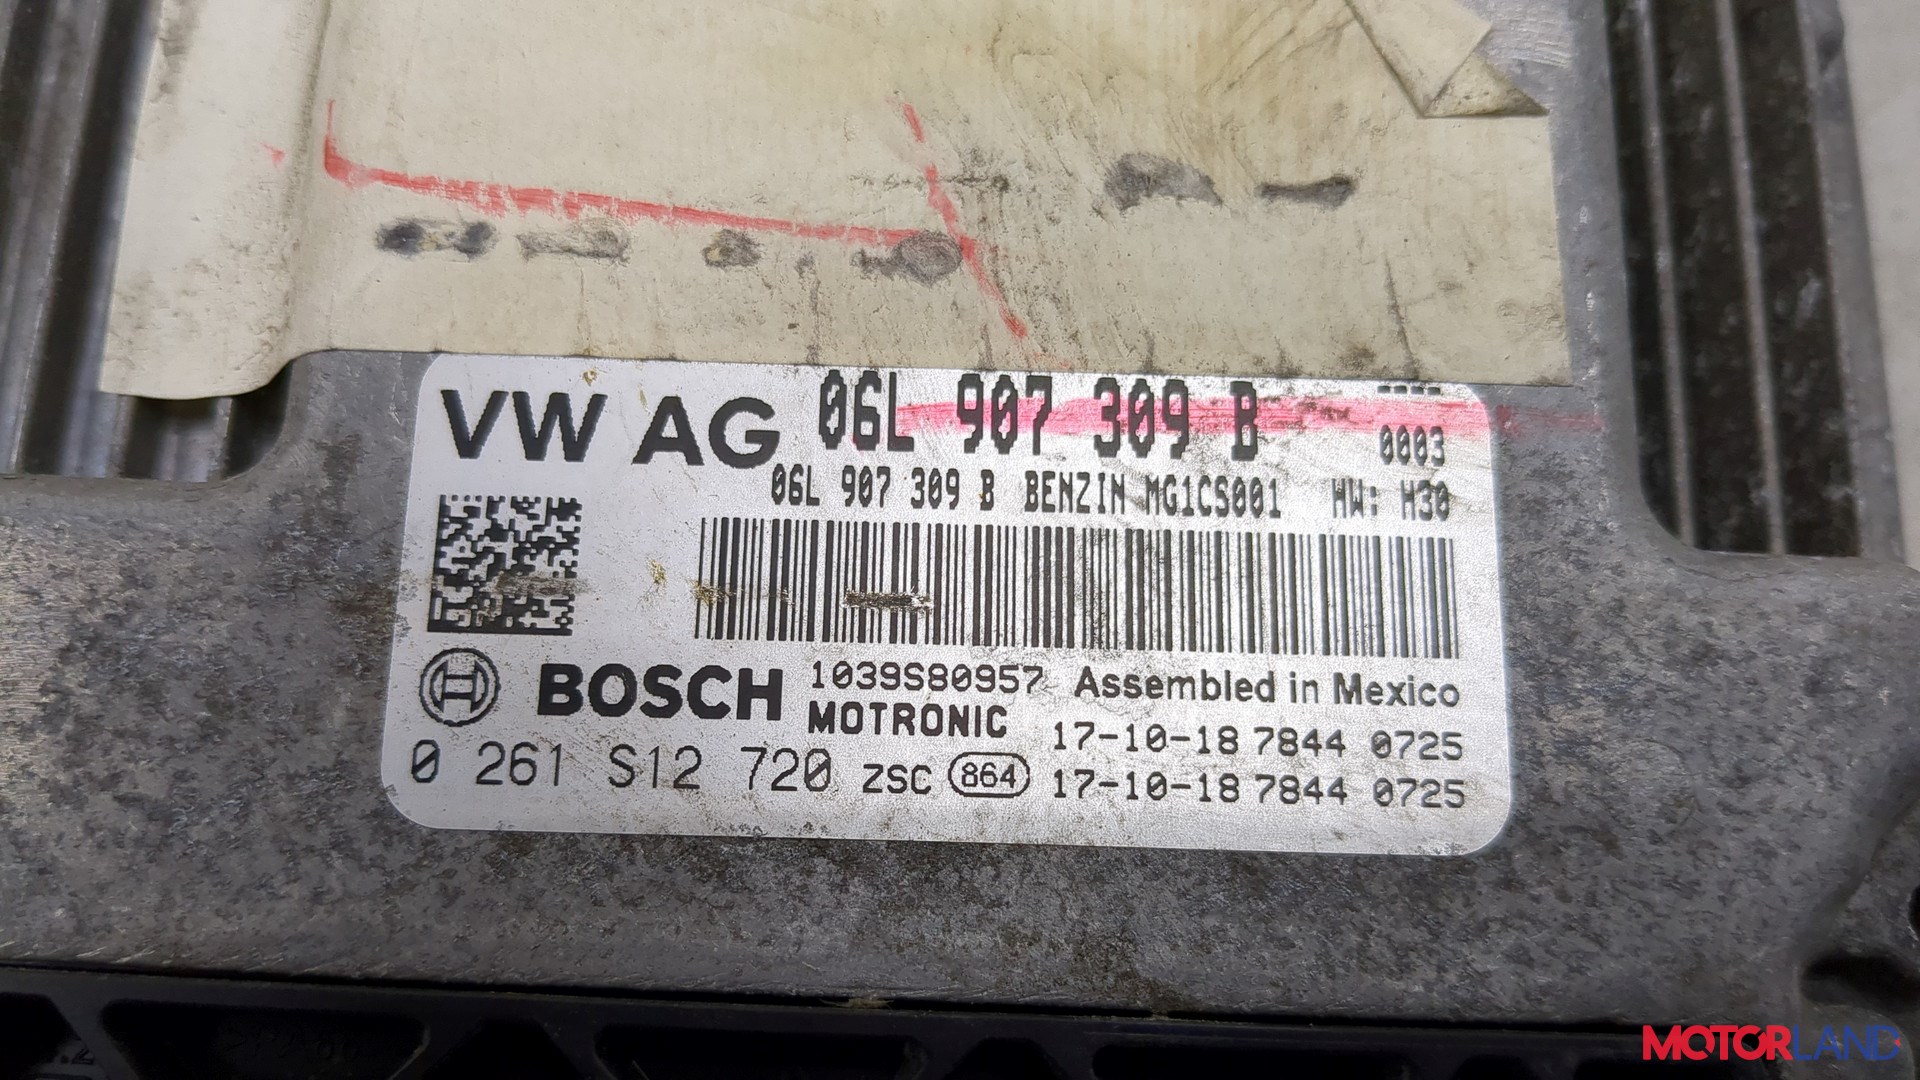 VW AG 06L 907 309 B
0003
06L 907 309 B BENZIN MG1CS001 HW: H30
BOSCH 1039S80957 Assembled in Mexico
MOTRONIC 17-10-18 7844 0725
0 261 S12 720 ZSC 864 17-10-18 7844 0725
MOTORLAND